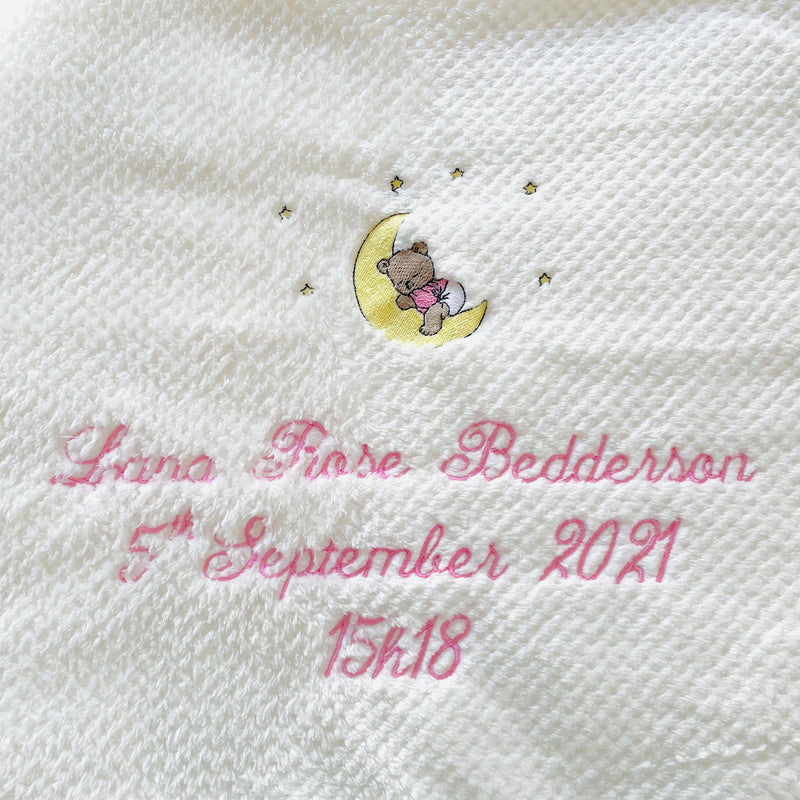 Lana Rose Bedderson
5th September 2021
15h18